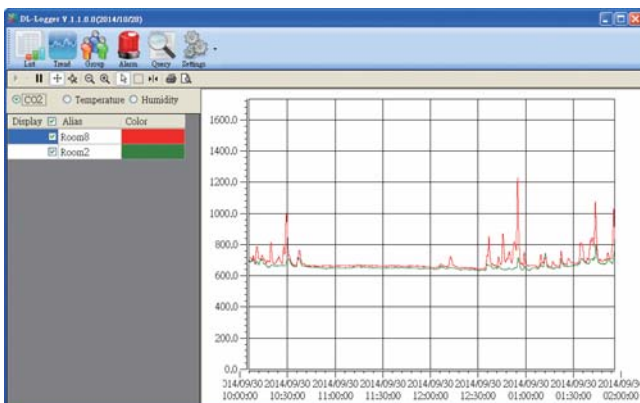 DL-Logger V 1.1.0.0(2014/10/20)
List Trend Group Alarm Query Settings
CO2 Temperature Humidity
Display Alias Color
Room8
Room2
1600.0
1400.0
1200.0
1000.0
800.0
600.0
400.0
200.0
0.0
014/09/30 2014/09/30 2014/09/30 2014/09/30 2014/09/30 2014/09/30 2014/09/30 2014/09/30 2014/09/30
10:00:00 10:30:00 11:00:00 11:30:00 12:00:00 12:30:00 01:00:00 01:30:00 02:00:00